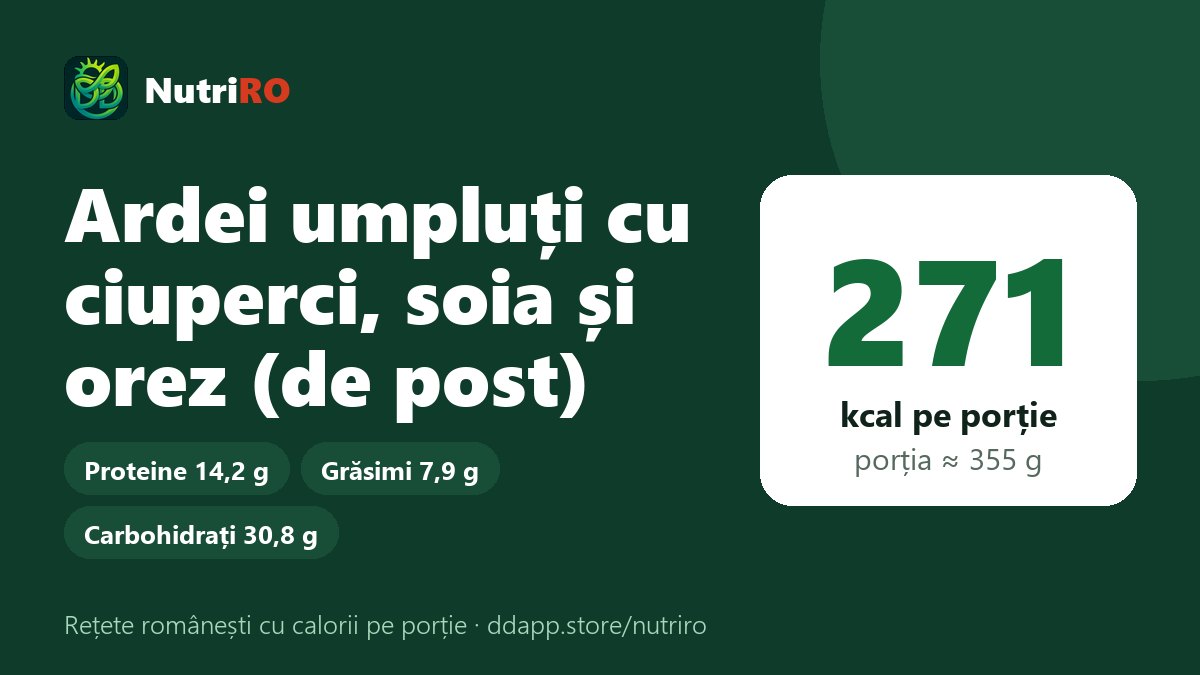 NutriRO
Ardei umpluți cu
ciuperci, soia și
orez (de post)
Proteine 14,2 g
Grăsimi 7,9 g
Carbohidrați 30,8 g
271
kcal pe porție
porția ≈ 355 g
Rețete românești cu calorii pe porție · ddapp.store/nutriro